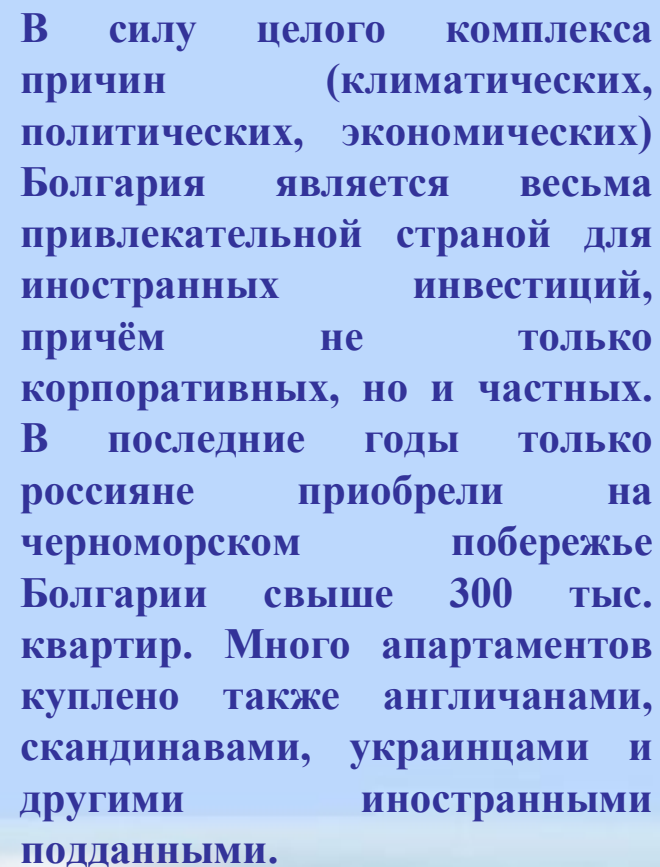 В силу целого комплекса
причин (климатических,
политических, экономических)
Болгария является весьма
привлекательной страной для
иностранных инвестиций,
причём не только
корпоративных, но и частных.
В последние годы только
россияне приобрели на
черноморском побережье
Болгарии свыше 300 тыс.
квартир. Много апартаментов
куплено также англичанами,
скандинавами, украинцами и
другими иностранными
подданными.